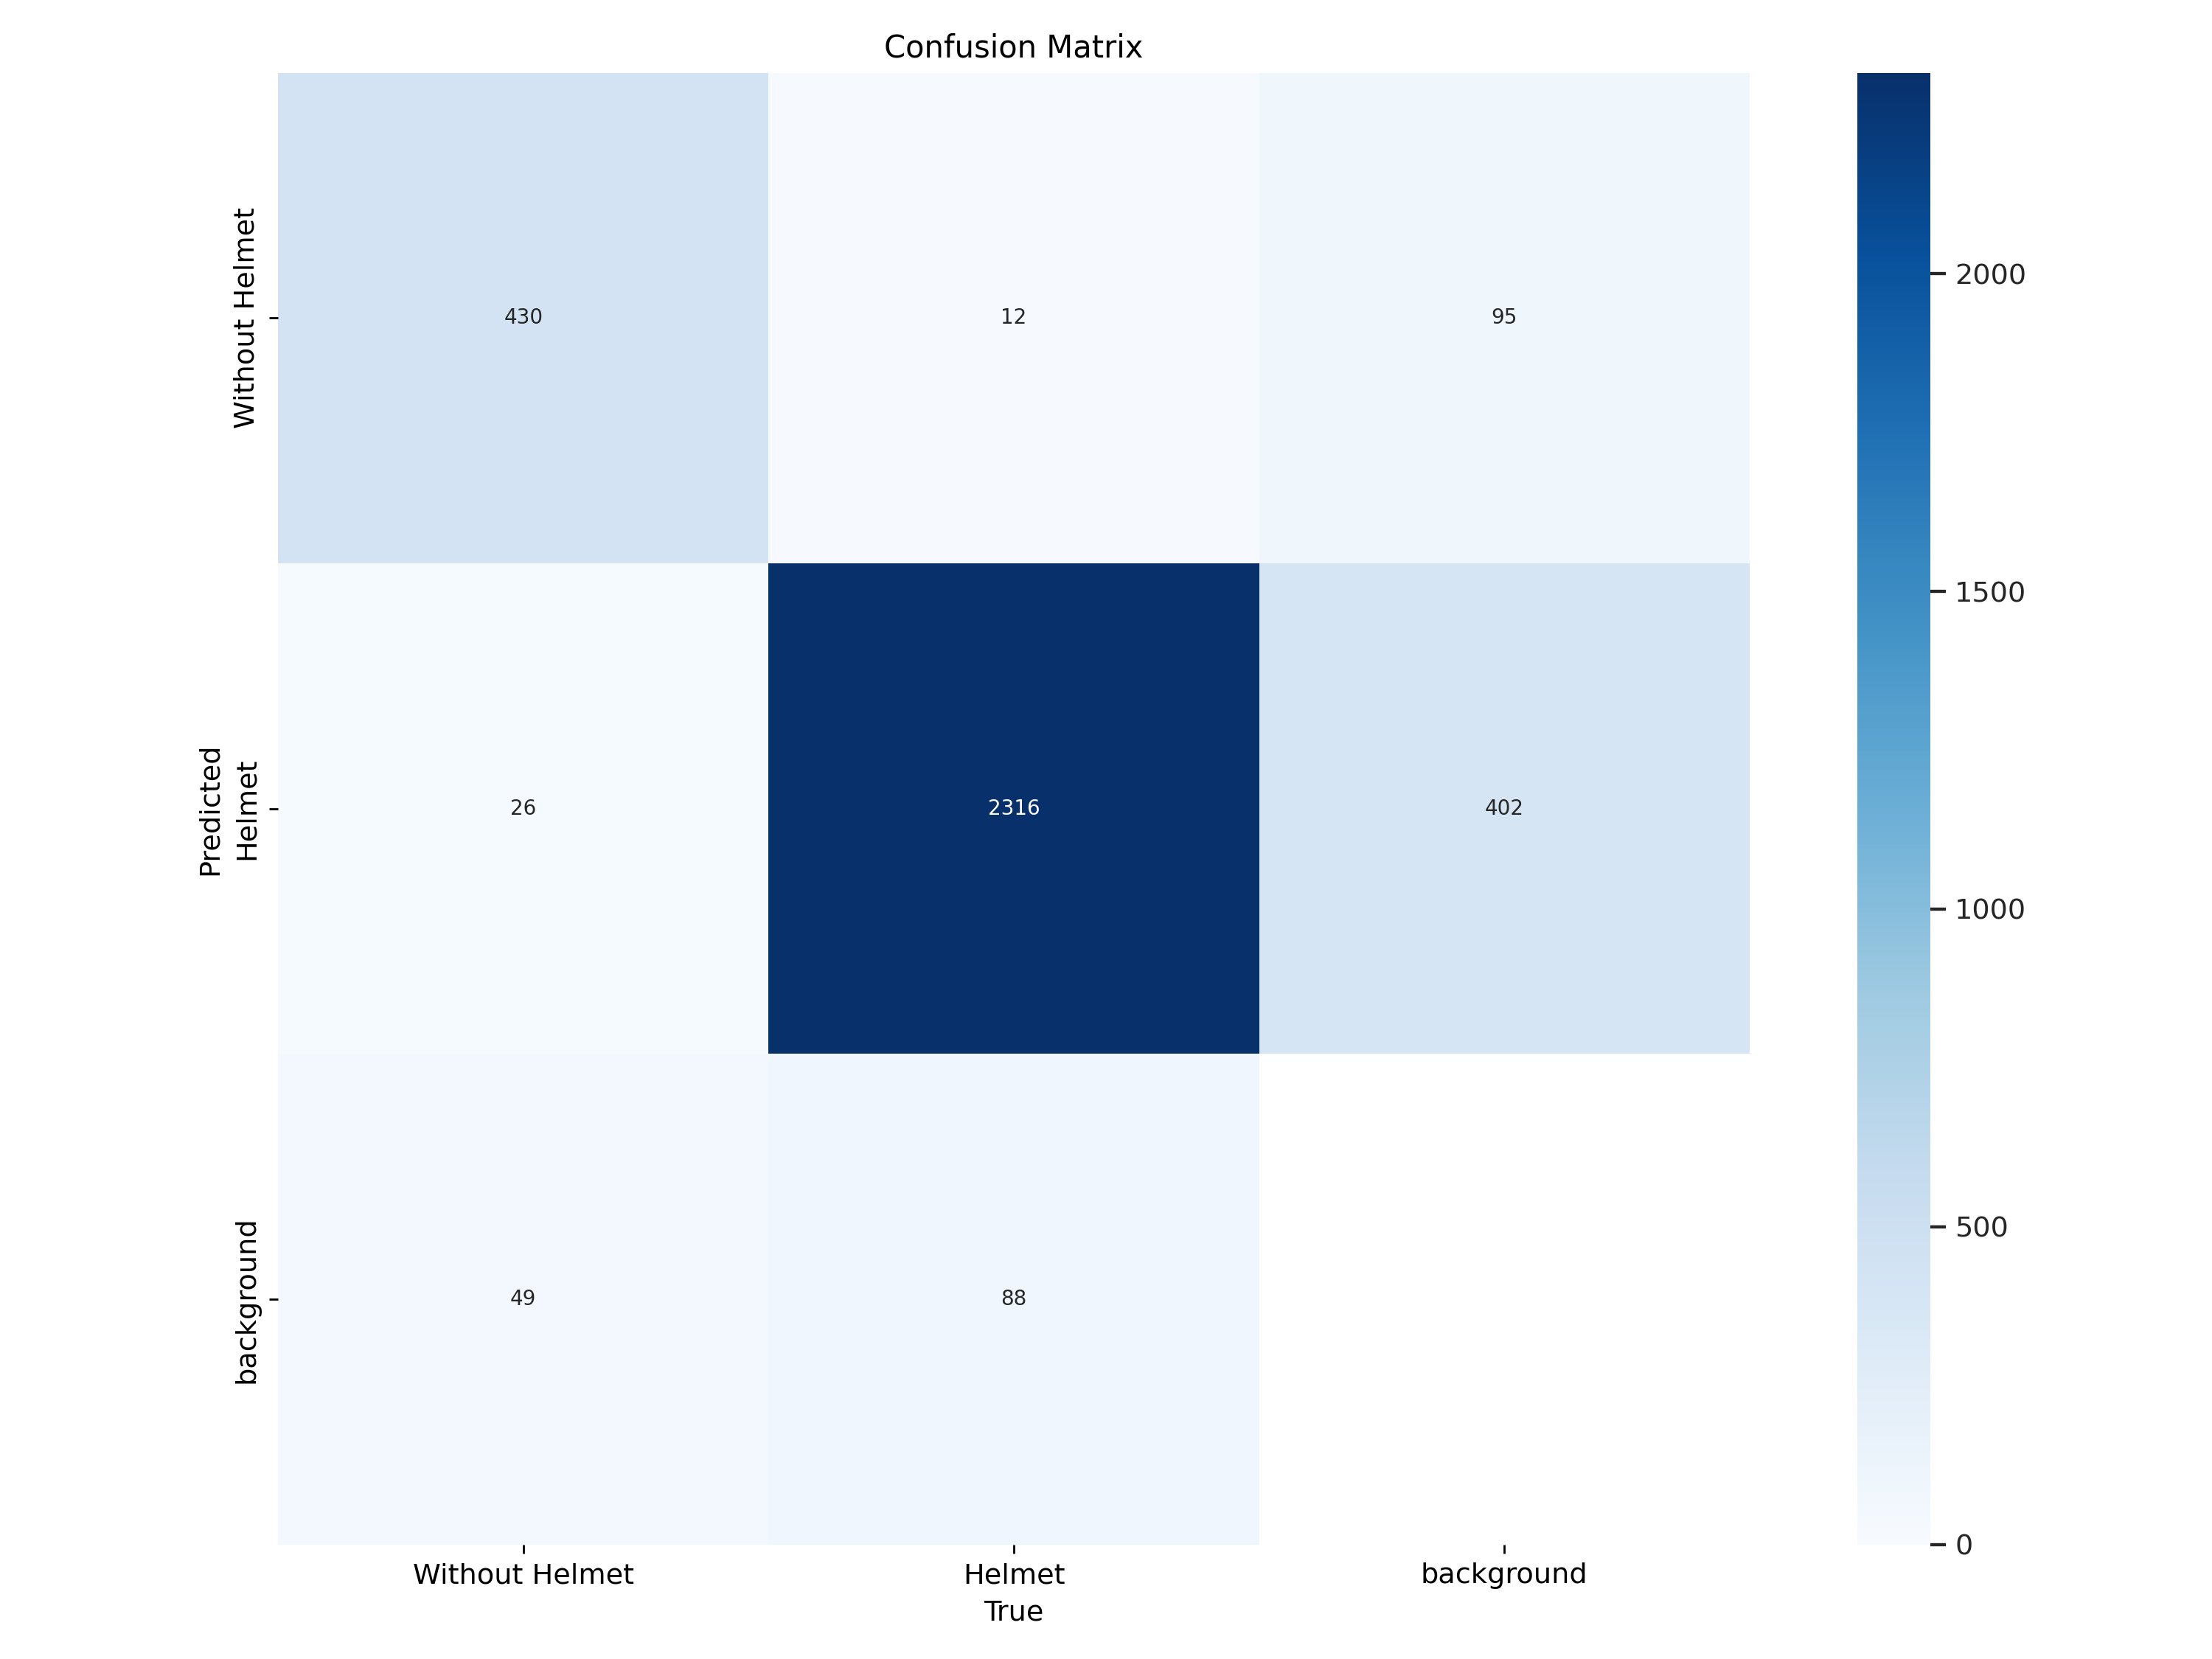 Confusion Matrix
Without Helmet
430
12
95
2000
1500
Predicted
Helmet
26
2316
402
1000
500
background
49
88
0
Without Helmet
Helmet
background
True